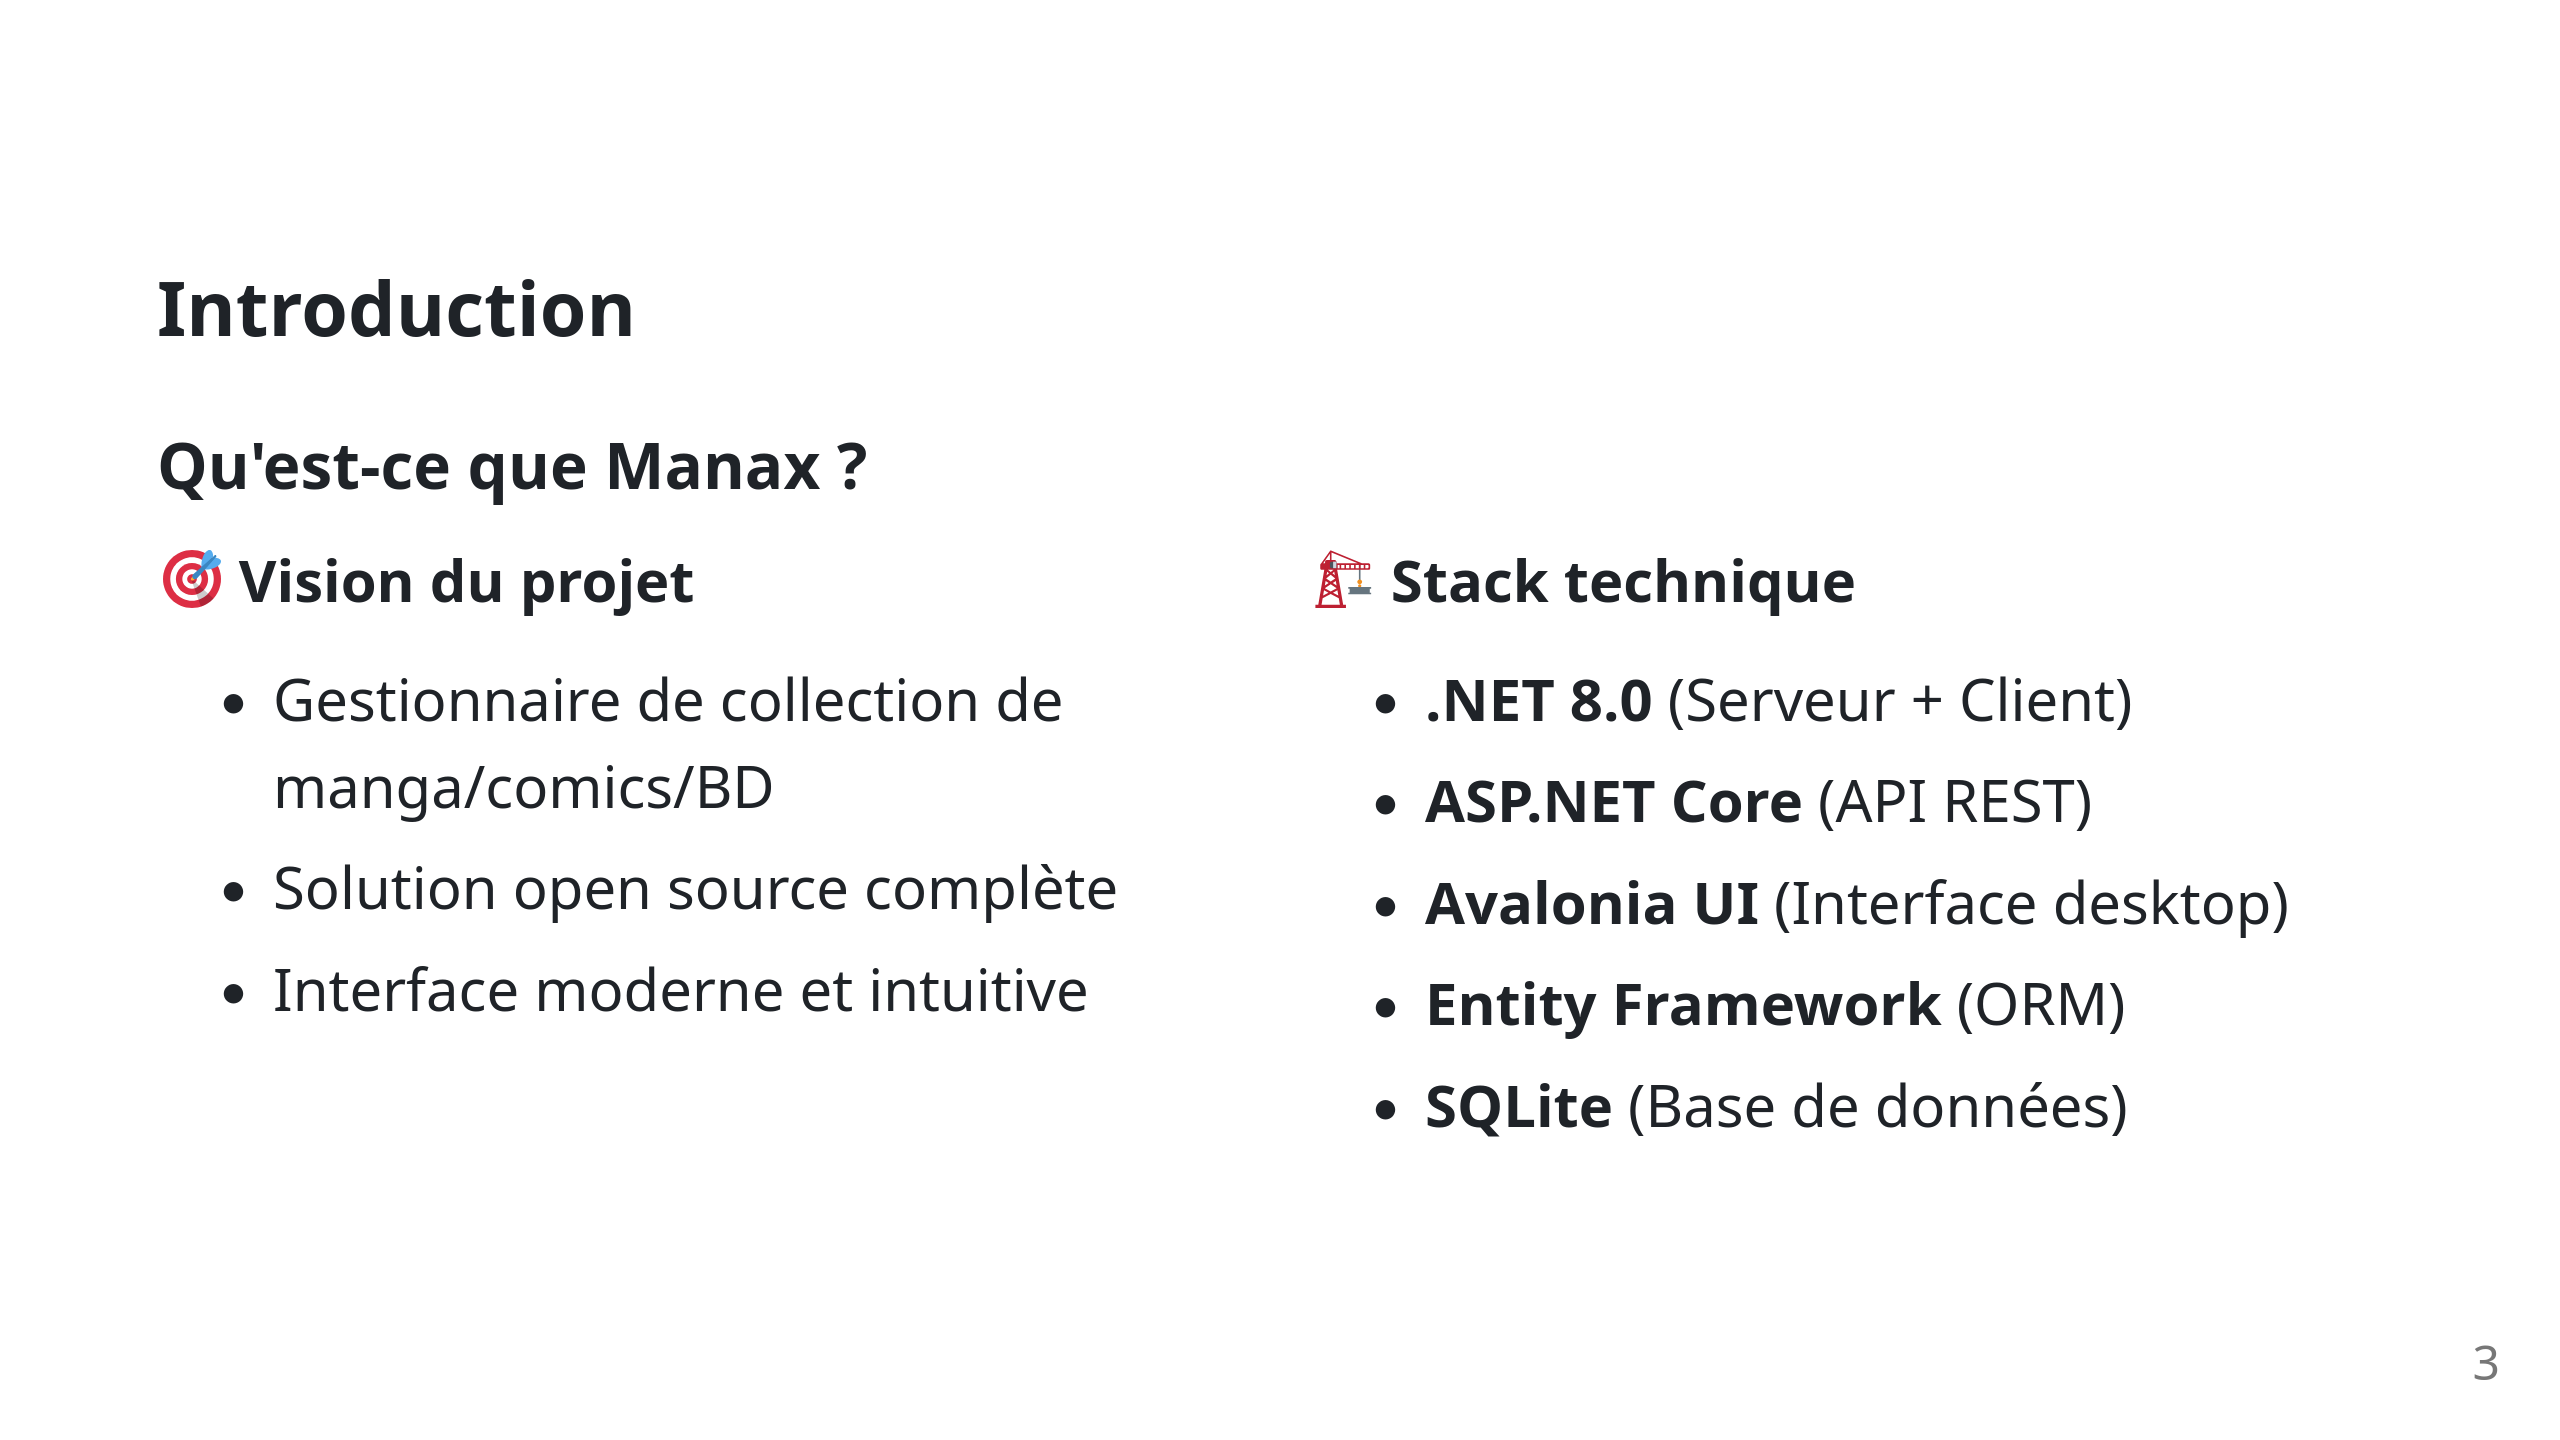 Introduction
Qu'est-ce que Manax ?
🎯 Vision du projet
• Gestionnaire de collection de
manga/comics/BD
• Solution open source complète
• Interface moderne et intuitive
🏗️ Stack technique
• .NET 8.0 (Serveur + Client)
• ASP.NET Core (API REST)
• Avalonia UI (Interface desktop)
• Entity Framework (ORM)
• SQLite (Base de données)
3